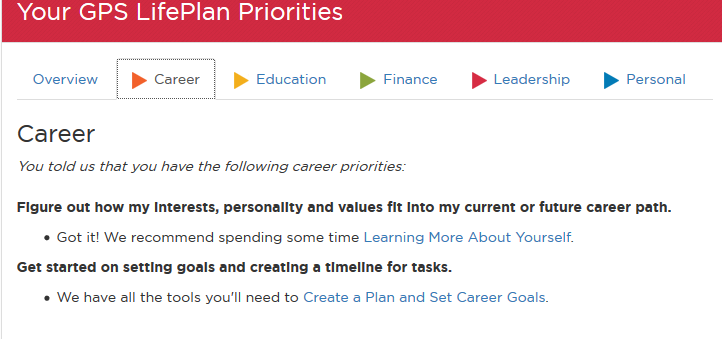 Your GPS LifePlan Priorities
Overview Career Education Finance Leadership Personal
Career
You told us that you have the following career priorities:
Figure out how my interests, personality and values fit into my current or future career path.
Got it! We recommend spending some time Learning More About Yourself.
Get started on setting goals and creating a timeline for tasks.
We have all the tools you'll need to Create a Plan and Set Career Goals.